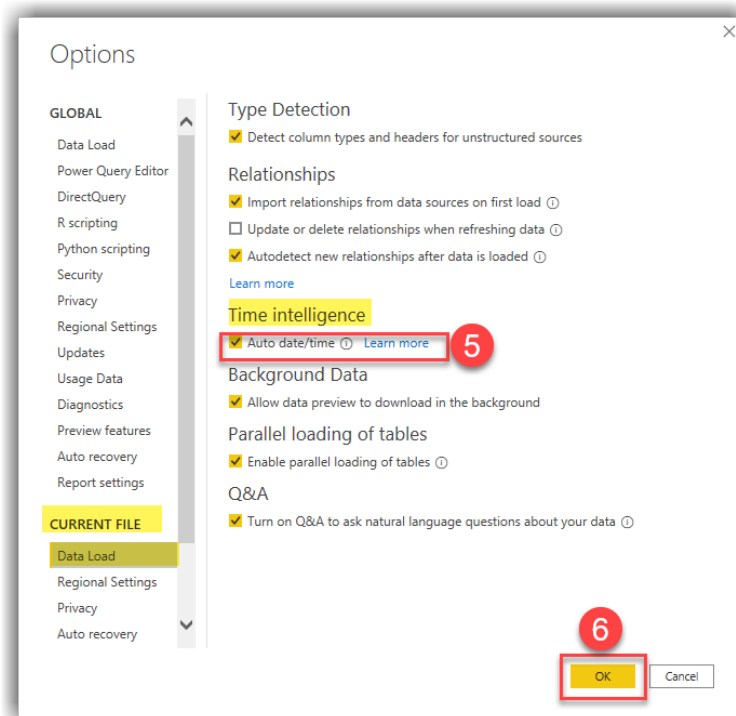 Options
GLOBAL
Data Load
Power Query Editor
DirectQuery
R scripting
Python scripting
Security
Privacy
Regional Settings
Updates
Usage Data
Diagnostics
Preview features
Auto recovery
Report settings
CURRENT FILE
Data Load
Regional Settings
Privacy
Auto recovery
Type Detection
Detect column types and headers for unstructured sources
Relationships
Import relationships from data sources on first load
Update or delete relationships when refreshing data
Autodetect new relationships after data is loaded
Learn more
Time intelligence
Auto date/time Learn more
5
Background Data
Allow data preview to download in the background
Parallel loading of tables
Enable parallel loading of tables
Q&A
Turn on Q&A to ask natural language questions about your data
6
OK Cancel